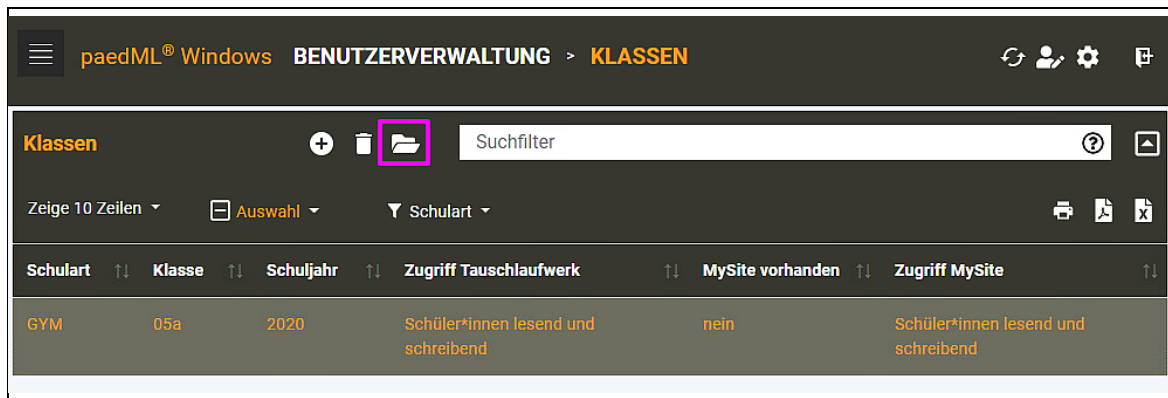 paedML® Windows BENUTZERVERWALTUNG > KLASSEN
Klassen Suchfilter
Zeige 10 Zeilen Auswahl Schulart
Schulart Klasse Schuljahr Zugriff Tauschlaufwerk MySite vorhanden Zugriff MySite
GYM 05a 2020 Schüler*innen lesend und nein Schüler*innen lesend und
schreibend schreibend